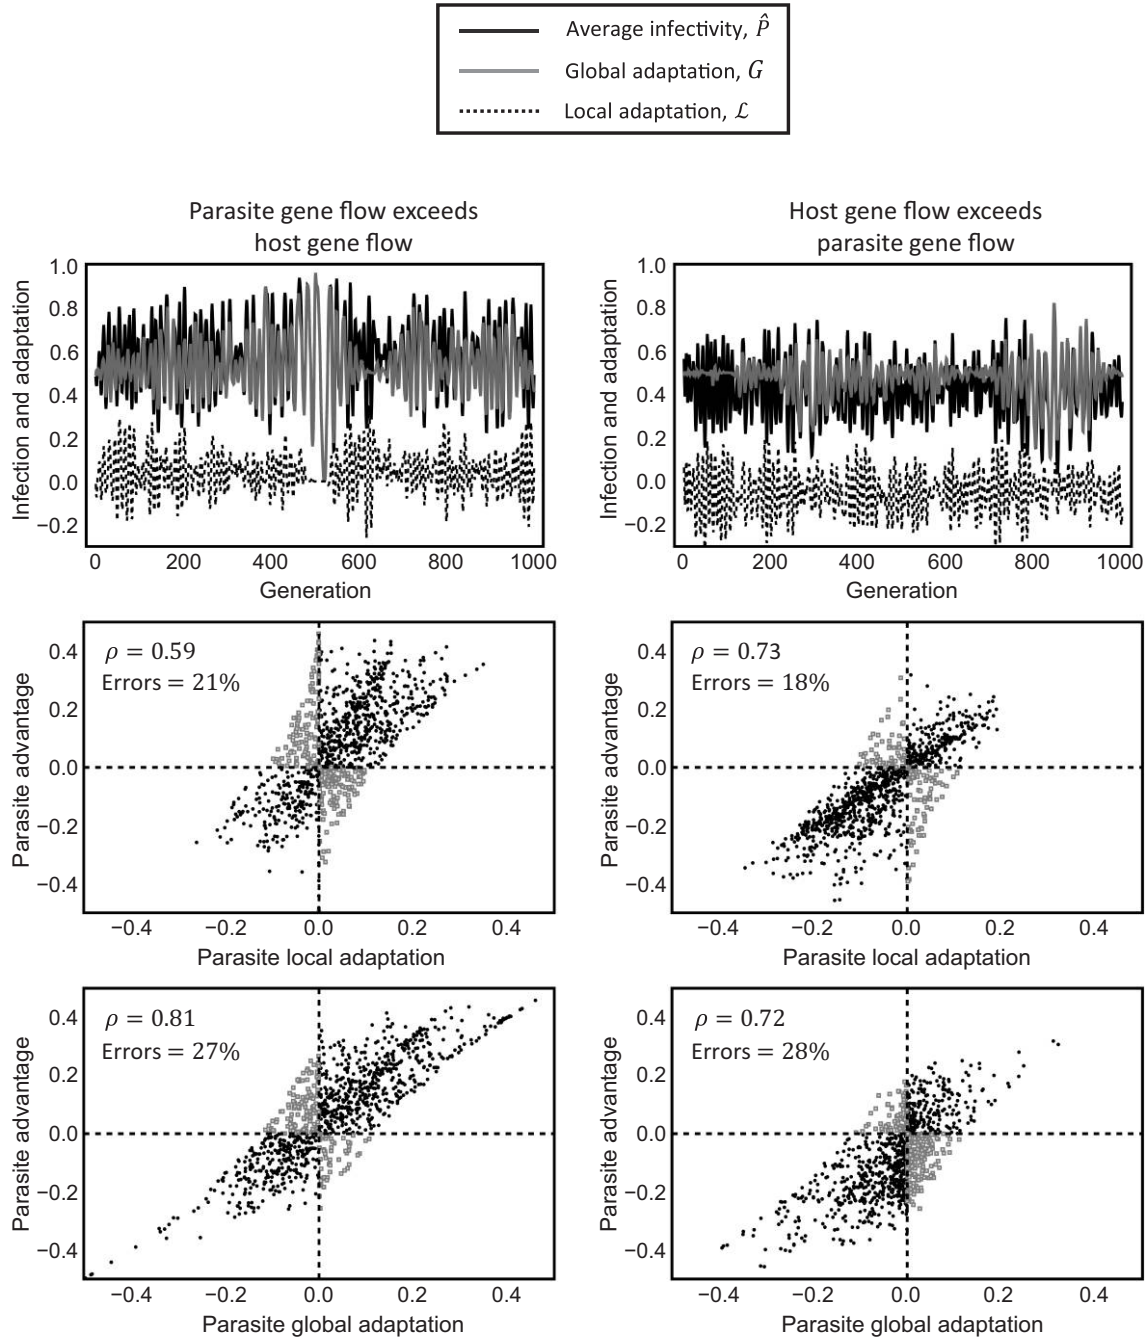 Average infectivity, P̂
Global adaptation, G
Local adaptation, ℒ
Parasite gene flow exceeds
host gene flow
Infection and adaptation
1.0
0.8
0.6
0.4
0.2
0.0
−0.2
0 200 400 600 800 1000
Generation
Host gene flow exceeds
parasite gene flow
Infection and adaptation
1.0
0.8
0.6
0.4
0.2
0.0
−0.2
0 200 400 600 800 1000
Generation
ρ = 0.59
Errors = 21%
Parasite advantage
0.4
0.2
0.0
−0.2
−0.4
−0.4 −0.2 0.0 0.2 0.4
Parasite local adaptation
ρ = 0.73
Errors = 18%
Parasite advantage
0.4
0.2
0.0
−0.2
−0.4
−0.4 −0.2 0.0 0.2 0.4
Parasite local adaptation
ρ = 0.81
Errors = 27%
Parasite advantage
0.4
0.2
0.0
−0.2
−0.4
−0.4 −0.2 0.0 0.2 0.4
Parasite global adaptation
ρ = 0.72
Errors = 28%
Parasite advantage
0.4
0.2
0.0
−0.2
−0.4
−0.4 −0.2 0.0 0.2 0.4
Parasite global adaptation